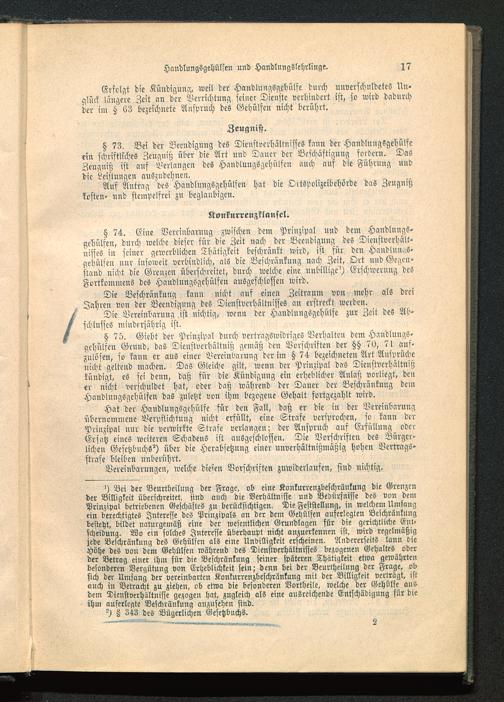 Handlungsgehülfen und Handlungslehrlinge. 17
Erfolgt die Kündigung, weil der Handlungsgehülfe durch unverschuldetes Un-
glück längere Zeit an der Verrichtung seiner Dienste verhindert ist, so wird dadurch
der im § 63 bezeichnete Anspruch des Gehülfen nicht berührt.
Zeugniß.
§ 73. Bei der Beendigung des Dienstverhältnisses kann der Handlungsgehülfe
ein schriftliches Zeugniß über die Art und Dauer der Beschäftigung fordern. Das
Zeugniß ist auf Verlangen des Handlungsgehülfen auch auf die Führung und
die Leistungen auszudehnen.
Auf Antrag des Handlungsgehülfen hat die Ortspolizeibehörde das Zeugniß
kosten- und stempelfrei zu beglaubigen.
Konkurrenzklausel.
§ 74. Eine Vereinbarung zwischen dem Prinzipal und dem Handlungs-
gehülfen, durch welche dieser für die Zeit nach der Beendigung des Dienstverhält-
nisses in seiner gewerblichen Thätigkeit beschränkt wird, ist für den Handlungs-
gehülfen nur insoweit verbindlich, als die Beschränkung nach Zeit, Ort und Gegen-
stand nicht die Grenzen überschreitet, durch welche eine unbillige¹) Erschwerung des
Fortkommens des Handlungsgehülfen ausgeschlossen wird.
Die Beschränkung kann nicht auf einen Zeitraum von mehr als drei
Jahren von der Beendigung des Dienstverhältnisses an erstreckt werden.
Die Vereinbarung ist nichtig, wenn der Handlungsgehülfe zur Zeit des Ab-
schlusses minderjährig ist.
§ 75. Giebt der Prinzipal durch vertragswidriges Verhalten dem Handlungs-
gehülfen Grund, das Dienstverhältniß gemäß den Vorschriften der §§ 70, 71 auf-
zulösen, so kann er aus einer Vereinbarung der im § 74 bezeichneten Art Ansprüche
nicht geltend machen. Das Gleiche gilt, wenn der Prinzipal das Dienstverhältniß
kündigt, es sei denn, daß für die Kündigung ein erheblicher Anlaß vorliegt, den
er nicht verschuldet hat, oder daß während der Dauer der Beschränkung dem
Handlungsgehülfen das zuletzt von ihm bezogene Gehalt fortgezahlt wird.
Hat der Handlungsgehülfe für den Fall, daß er die in der Vereinbarung
übernommene Verpflichtung nicht erfüllt, eine Strafe versprochen, so kann der
Prinzipal nur die verwirkte Strafe verlangen; der Anspruch auf Erfüllung oder
Ersatz eines weiteren Schadens ist ausgeschlossen. Die Vorschriften des Bürger-
lichen Gesetzbuchs²) über die Herabsetzung einer unverhältnißmäßig hohen Vertrags-
strafe bleiben unberührt.
Vereinbarungen, welche diesen Vorschriften zuwiderlaufen, sind nichtig.
¹) Bei der Beurtheilung der Frage, ob eine Konkurrenzbeschränkung die Grenzen
der Billigkeit überschreitet, sind auch die Verhältnisse und Bedürfnisse des von dem
Prinzipal betriebenen Geschäftes zu berücksichtigen. Die Feststellung, in welchem Umfang
ein berechtigtes Interesse des Prinzipals an der dem Gehülfen auferlegten Beschränkung
besteht, bildet naturgemäß eine der wesentlichen Grundlagen für die gerichtliche Ent-
scheidung. Wo ein solches Interesse überhaupt nicht anzuerkennen ist, wird regelmäßig
jede Beschränkung des Gehülfen als eine Unbilligkeit erscheinen. Andererseits kann die
Höhe des von dem Gehülfen während des Dienstverhältnisses bezogenen Gehaltes oder
der Betrag einer ihm für die Beschränkung seiner späteren Thätigkeit etwa gewährten
besonderen Vergütung von Erheblichkeit sein; denn bei der Beurtheilung der Frage, ob
sich der Umfang der vereinbarten Konkurrenzbeschränkung mit der Billigkeit verträgt, ist
auch in Betracht zu ziehen, ob etwa die besonderen Vortheile, welche der Gehülfe aus
dem Dienstverhältnisse gezogen hat, zugleich als eine ausreichende Entschädigung für die
ihm auferlegte Beschränkung anzusehen sind.
²) § 343 des Bügerlichen Gesetzbuchs.
2